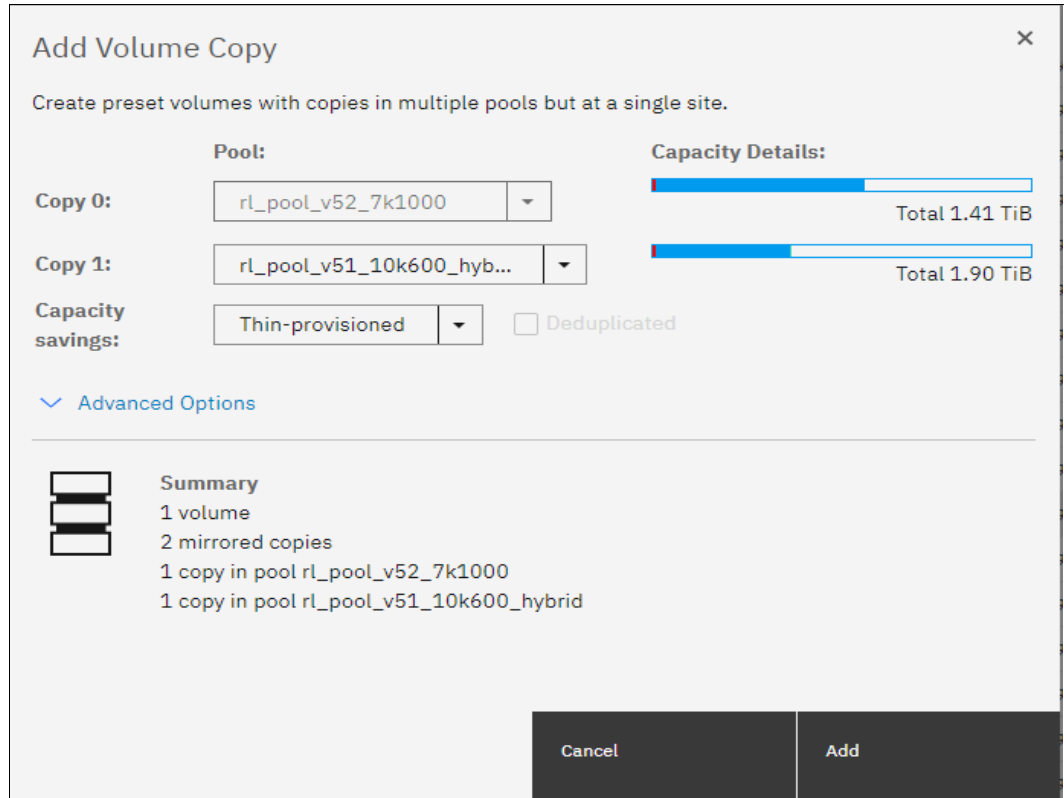 Add Volume Copy
Create preset volumes with copies in multiple pools but at a single site.
Pool:
Capacity Details:
Copy 0:
rl_pool_v52_7k1000
Total 1.41 TiB
Copy 1:
rl_pool_v51_10k600_hyb...
Total 1.90 TiB
Capacity
savings:
Thin-provisioned
Deduplicated
Advanced Options
Summary
1 volume
2 mirrored copies
1 copy in pool rl_pool_v52_7k1000
1 copy in pool rl_pool_v51_10k600_hybrid
Cancel
Add